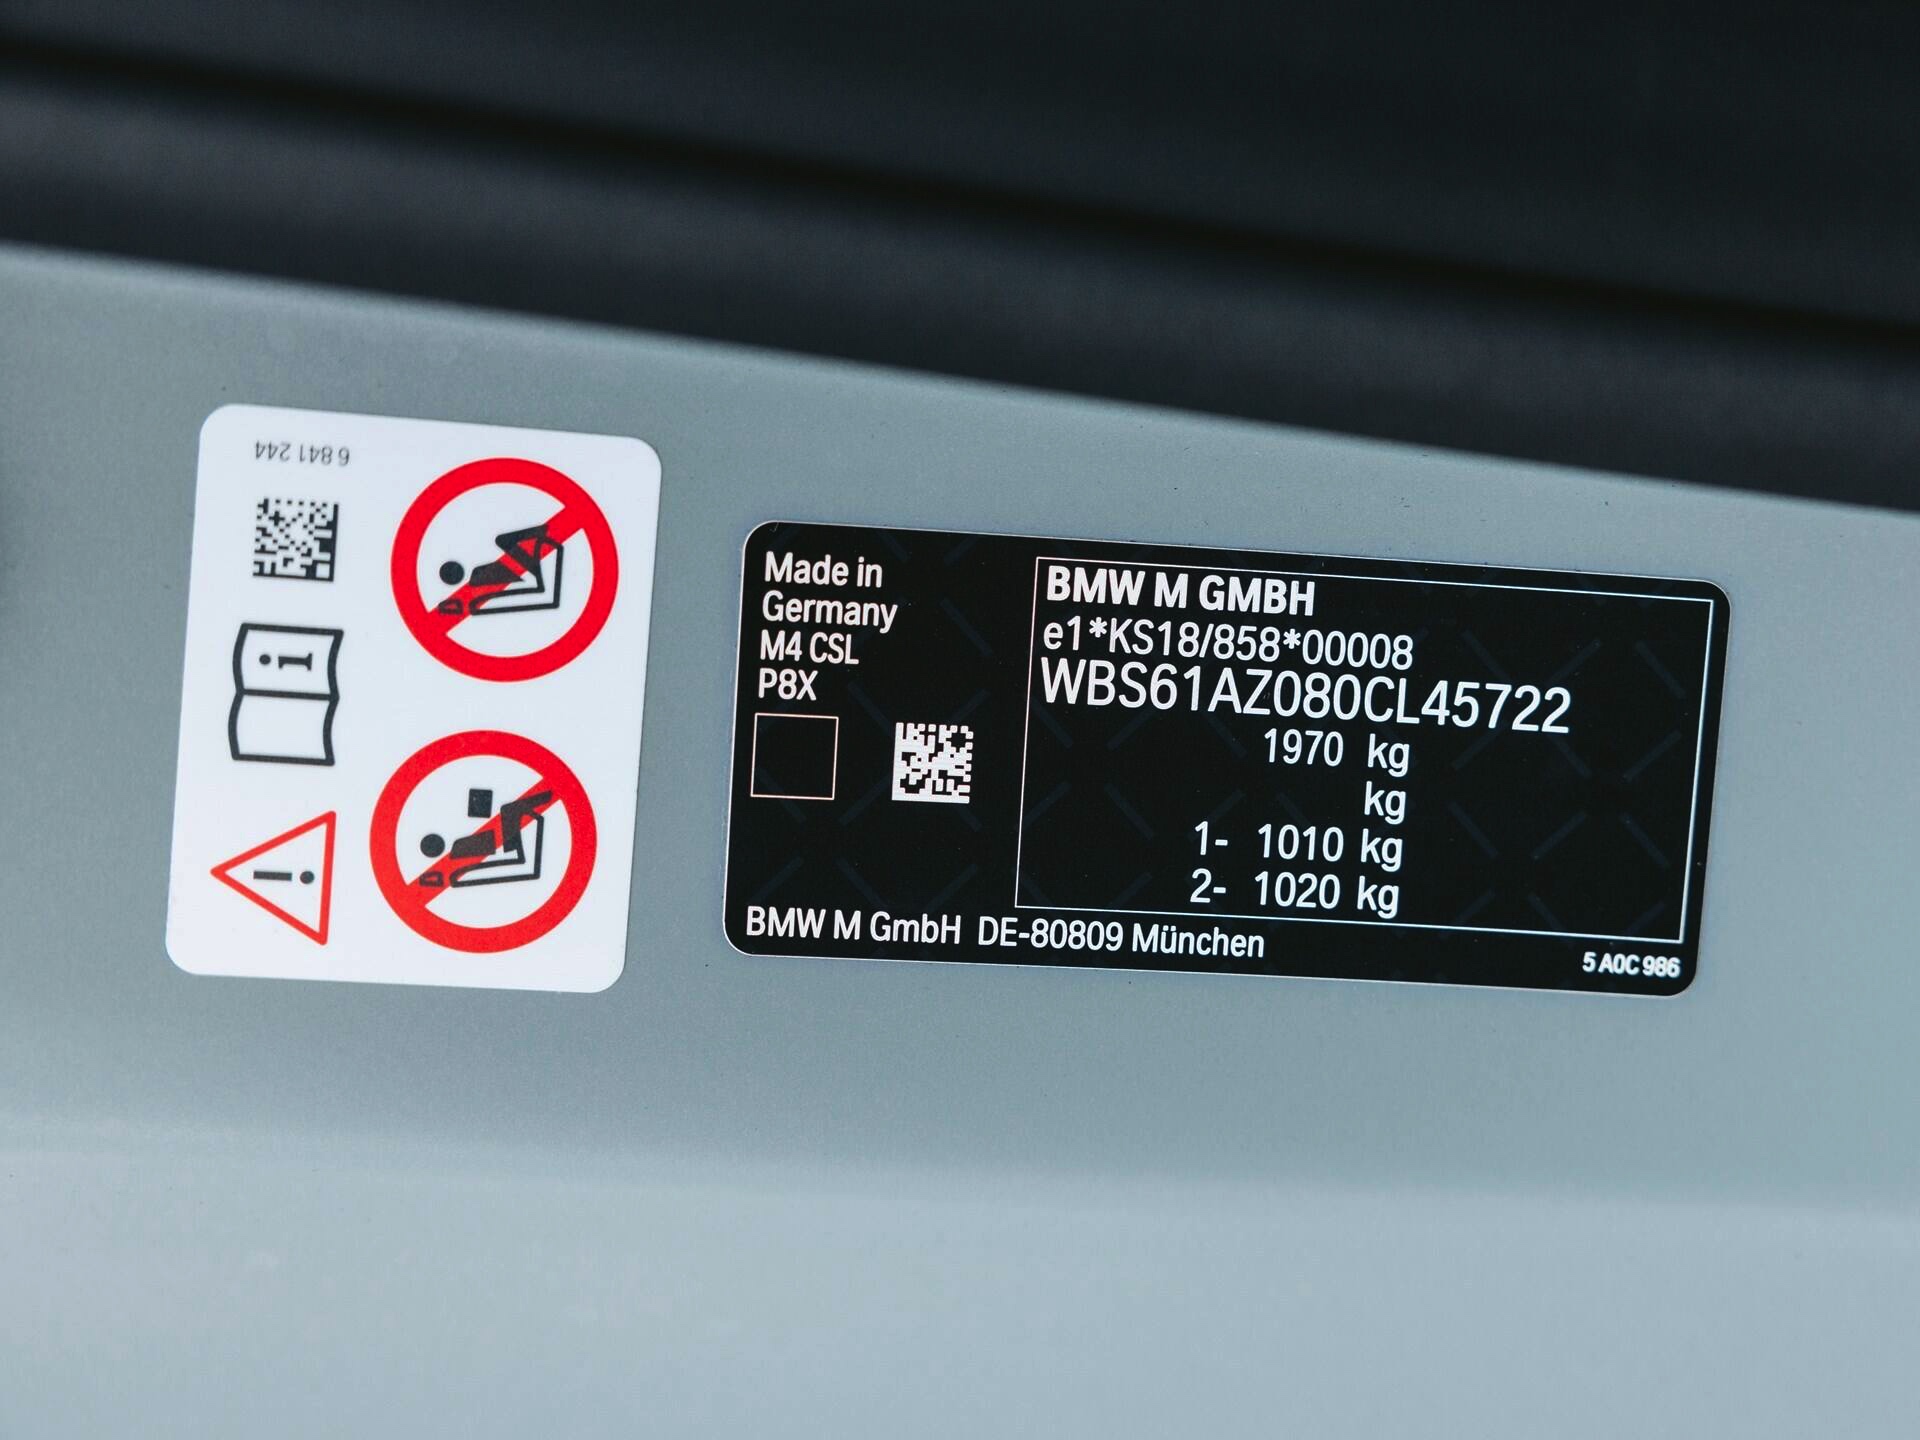 6 841 244
Made in
Germany
M4 CSL
P8X
BMW M GMBH
e1*KS18/858*00008
WBS61AZ080CL45722
1970 kg
kg
1- 1010 kg
2- 1020 kg
BMW M GmbH DE-80809 München
5 A0C 986